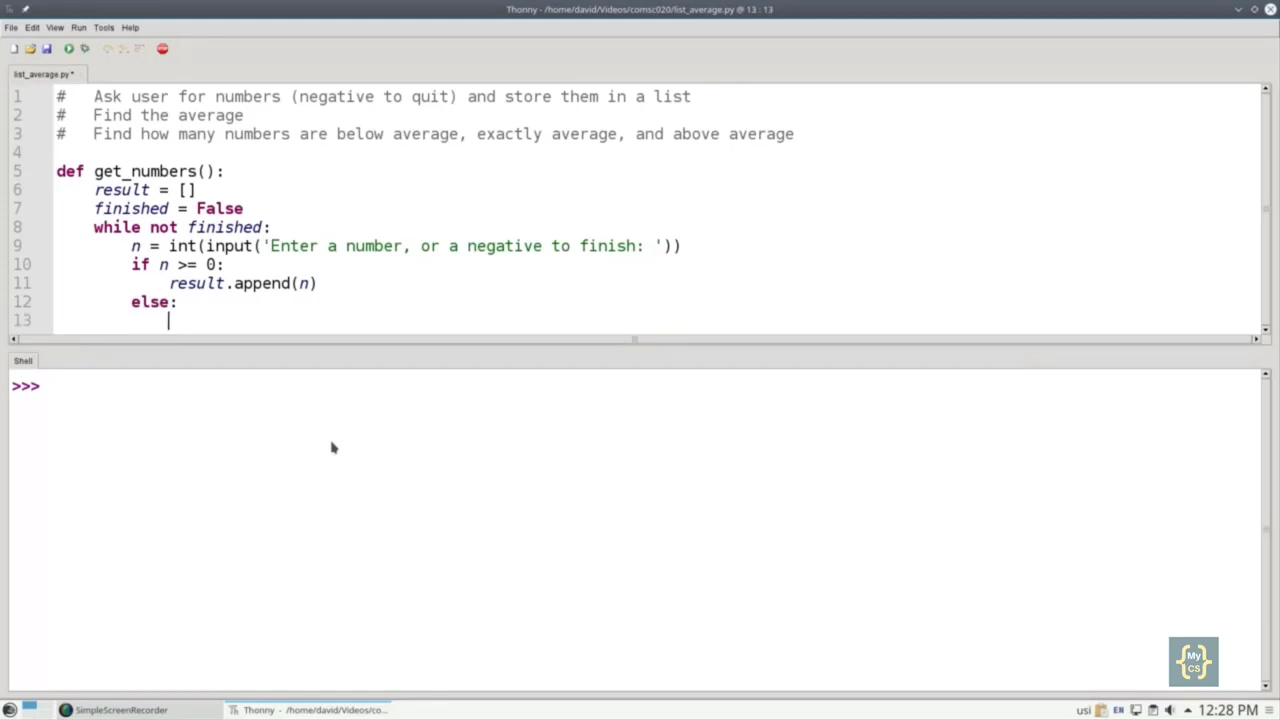 Thonny - /home/david/Videos/comsc020/list_average.py @ 13 : 13
File Edit View Run Tools Help
list_average.py *
1 #   Ask user for numbers (negative to quit) and store them in a list
2 #   Find the average
3 #   Find how many numbers are below average, exactly average, and above average
4
5 def get_numbers():
6     result = []
7     finished = False
8     while not finished:
9         n = int(input('Enter a number, or a negative to finish: '))
10         if n >= 0:
11             result.append(n)
12         else:
13
Shell
>>>
My
CS
SimpleScreenRecorder
Thonny - /home/david/Videos/co...
usi EN 12:28 PM